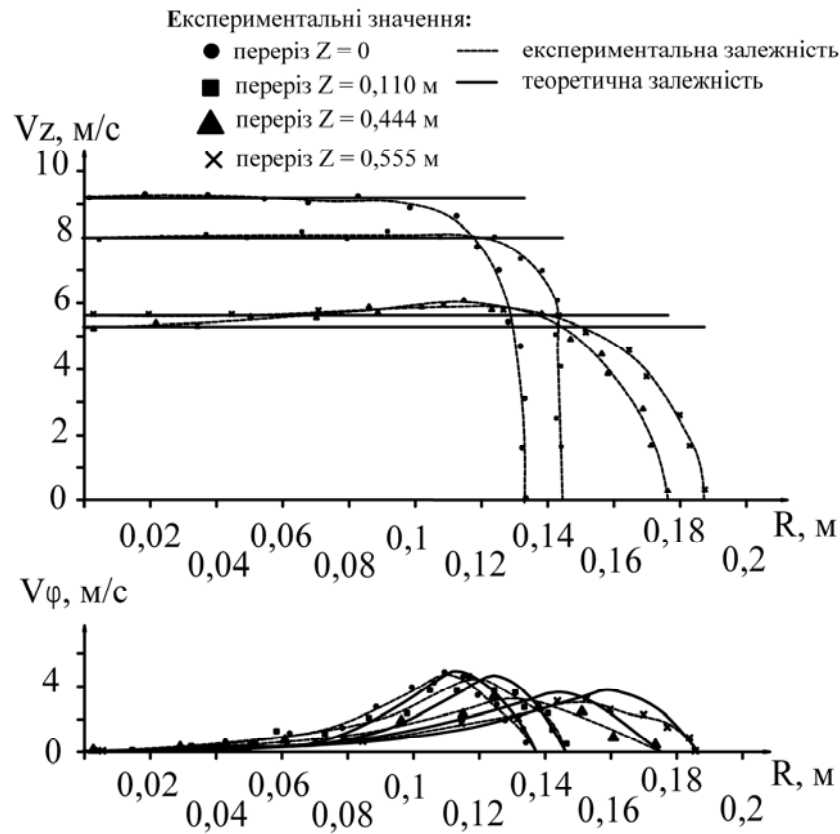 Експериментальні значення:
переріз Z = 0
переріз Z = 0,110 м
переріз Z = 0,444 м
переріз Z = 0,555 м
експериментальна залежність
теоретична залежність
Vz, м/с
10
8
6
4
2
0
0,02 0,06 0,1 0,14 0,18 R, м
0,04 0,08 0,12 0,16 0,2
Vφ, м/с
4
0
0,02 0,06 0,1 0,14 0,18 R, м
0,04 0,08 0,12 0,16 0,2